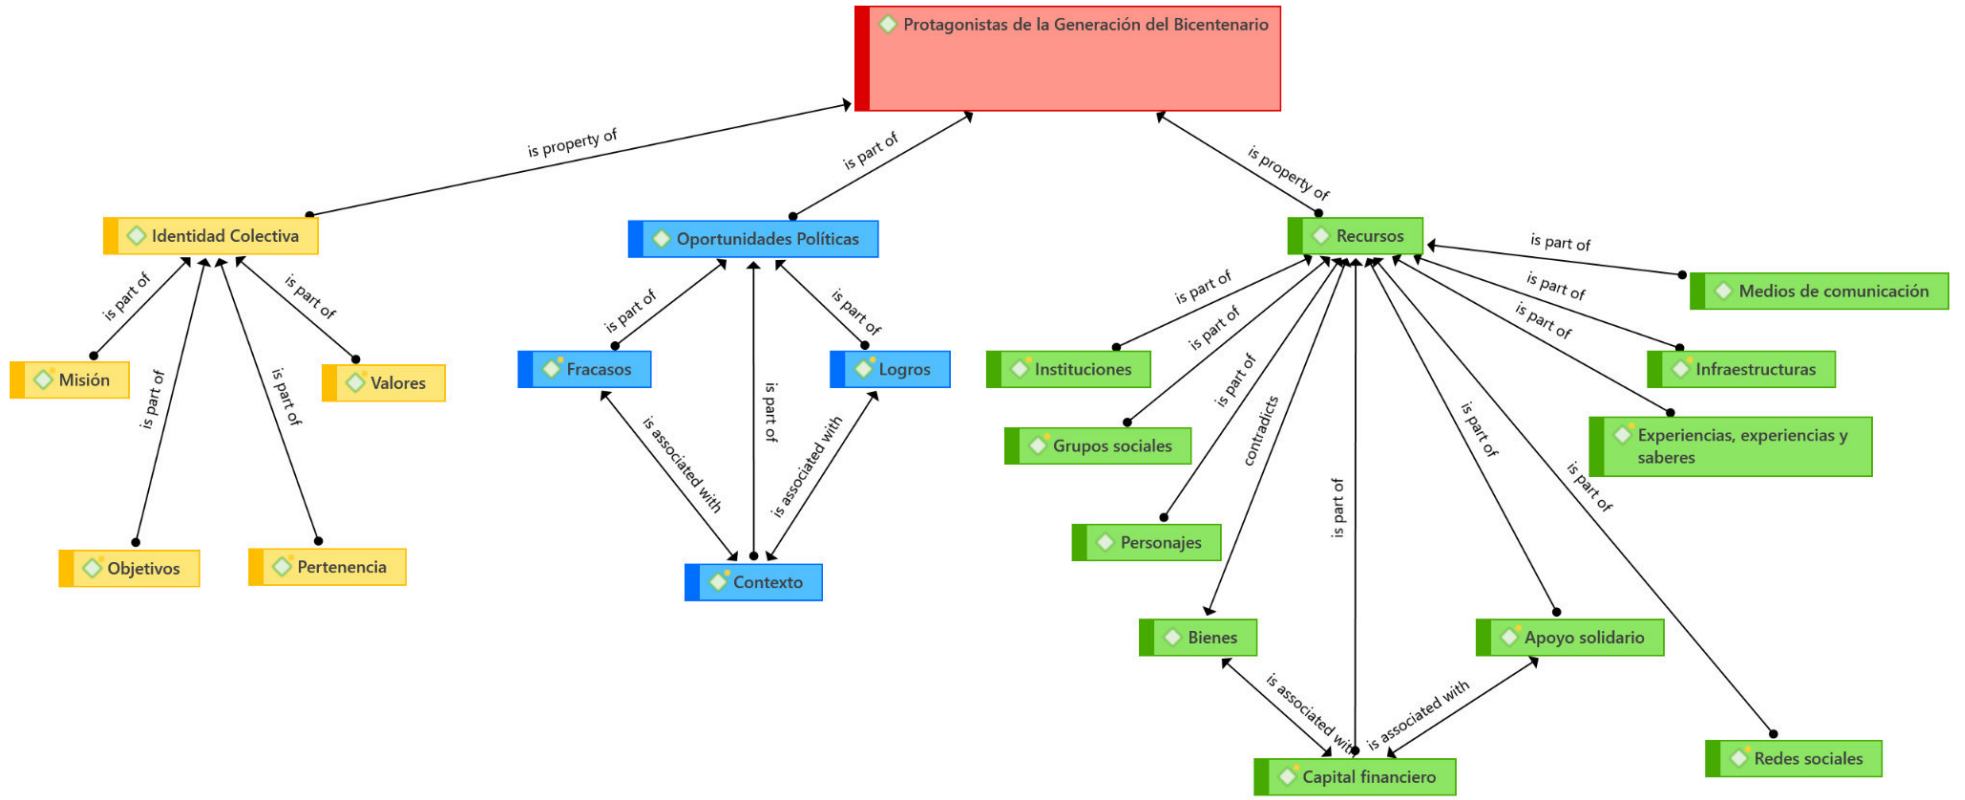 Protagonistas de la Generación del Bicentenario
is property of
is part of
is property of
Identidad Colectiva
Oportunidades Políticas
Recursos
is part of
Medios de comunicación
is part of
is part of
is part of
is part of
is part of
is part of
is part of
is part of
Misión
Valores
Fracasos
Logros
Instituciones
Infraestructuras
is part of
is part of
is part of
is part of
contradicts
is part of
Grupos sociales
Experiencias, experiencias y
saberes
is associated with
is associated with
is part of
is part of
Personajes
Objetivos
Pertenencia
Contexto
Bienes
Apoyo solidario
is associated with
is associated with
Redes sociales
Capital financiero